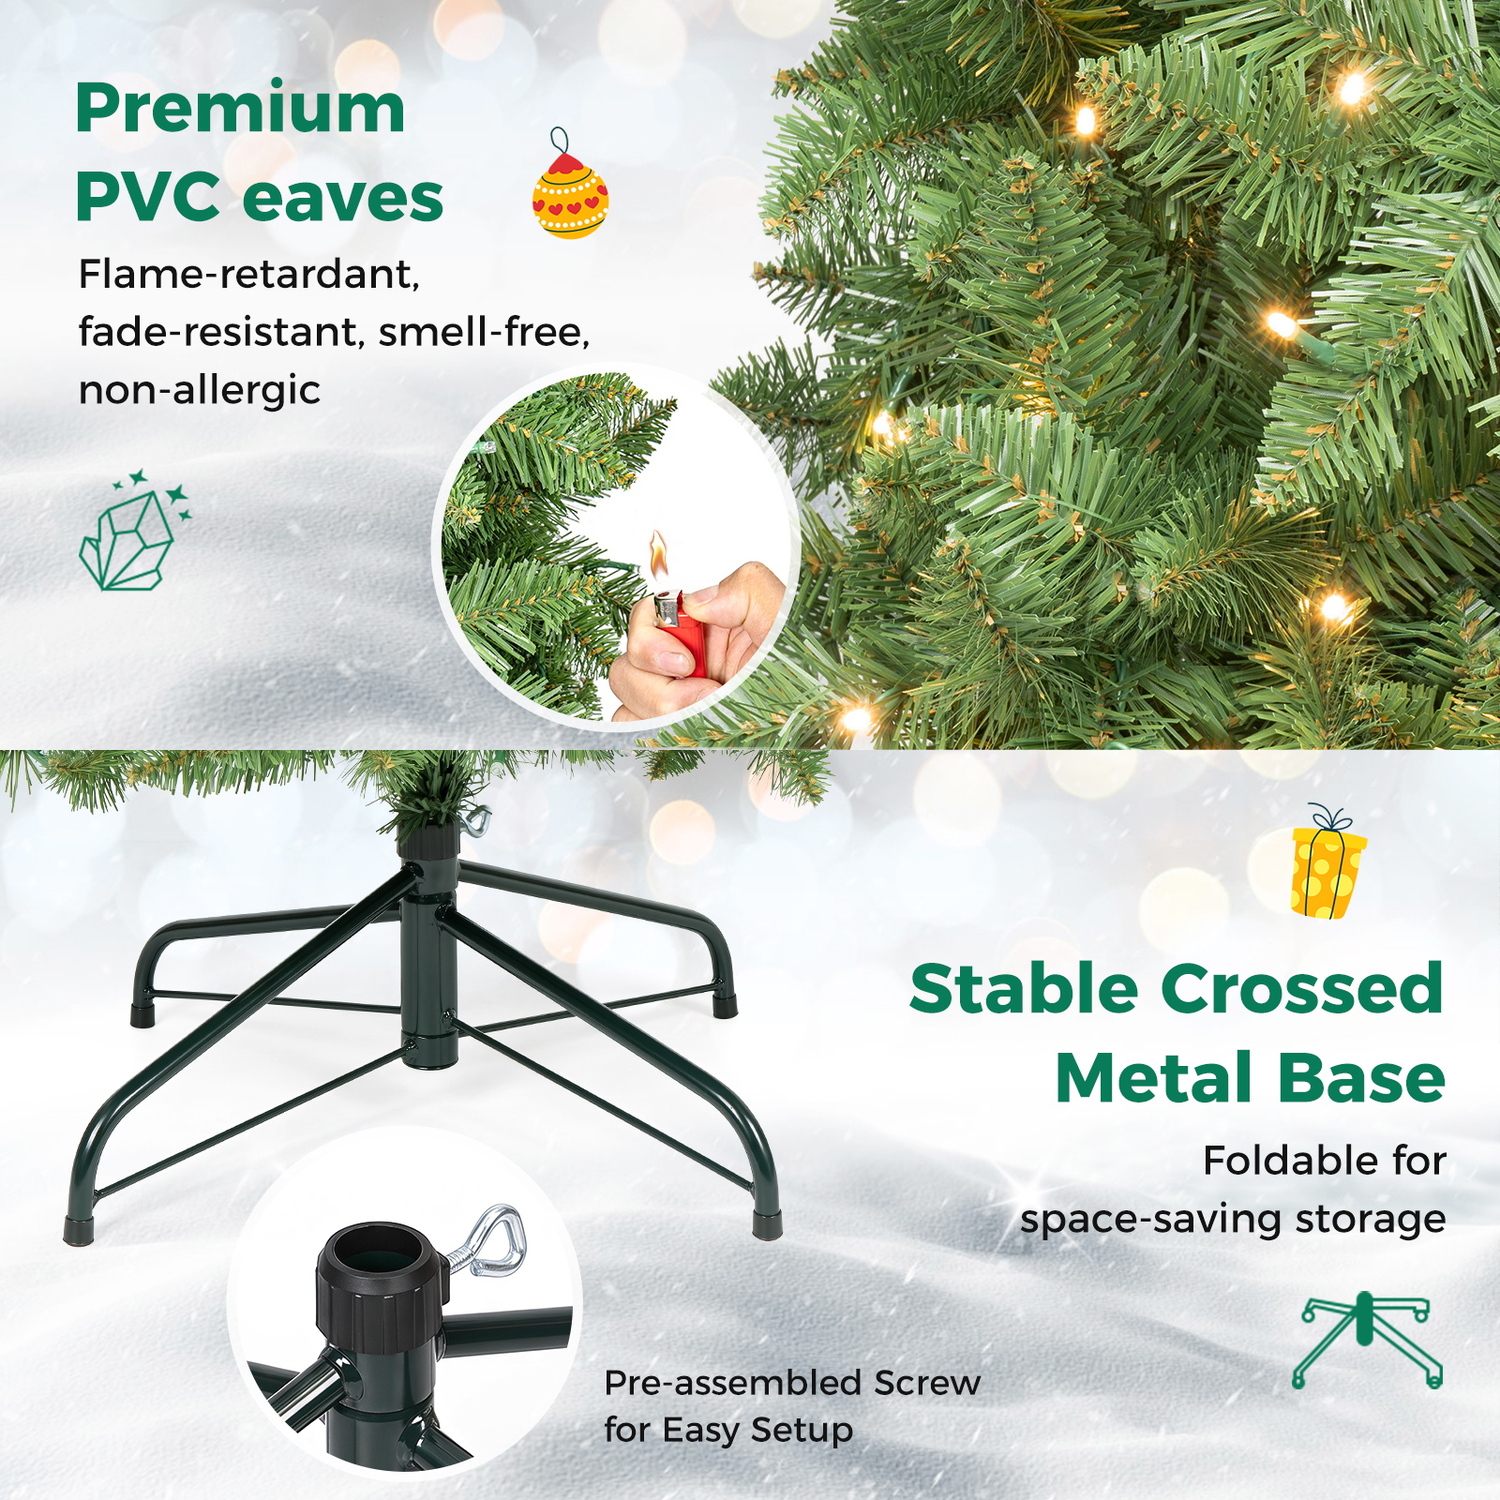 Premium
PVC eaves
Flame-retardant,
fade-resistant, smell-free,
non-allergic
Stable Crossed
Metal Base
Foldable for
space-saving storage
Pre-assembled Screw
for Easy Setup